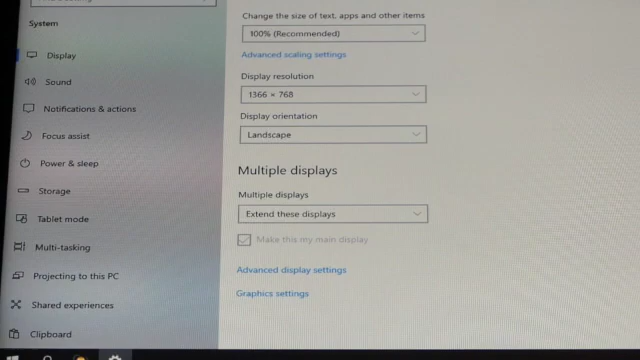 System
Display
Sound
Notifications & actions
Focus assist
Power & sleep
Storage
Tablet mode
Multi-tasking
Projecting to this PC
Shared experiences
Clipboard
Change the size of text, apps and other items
100% (Recommended)
Advanced scaling settings
Display resolution
1366 × 768
Display orientation
Landscape
Multiple displays
Multiple displays
Extend these displays
Make this my main display
Advanced display settings
Graphics settings